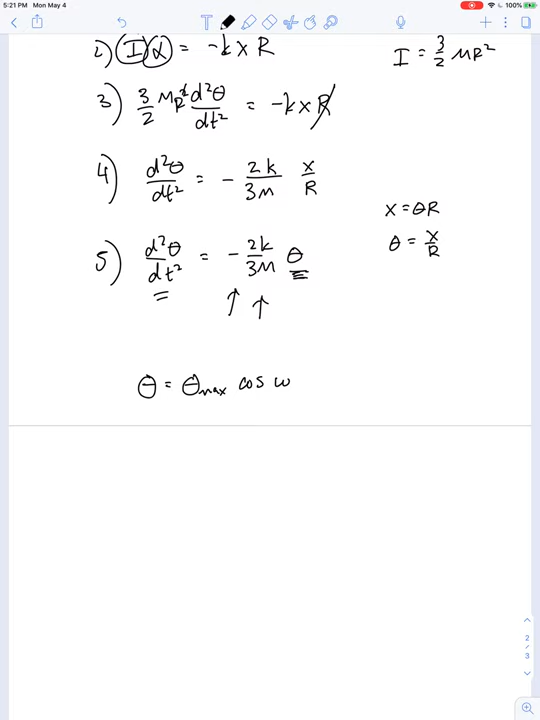 5:21 PM Mon May 4
100%
2) I α = -k x R
I = 3/2 MR²
3) 3/2 MR² d²θ/dt² = -k x R
4) d²θ/dt² = - 2k/3M x/R
x = θR
θ = x/R
5) d²θ/dt² = - 2k/3M θ
θ = θmax cos ω
2/3